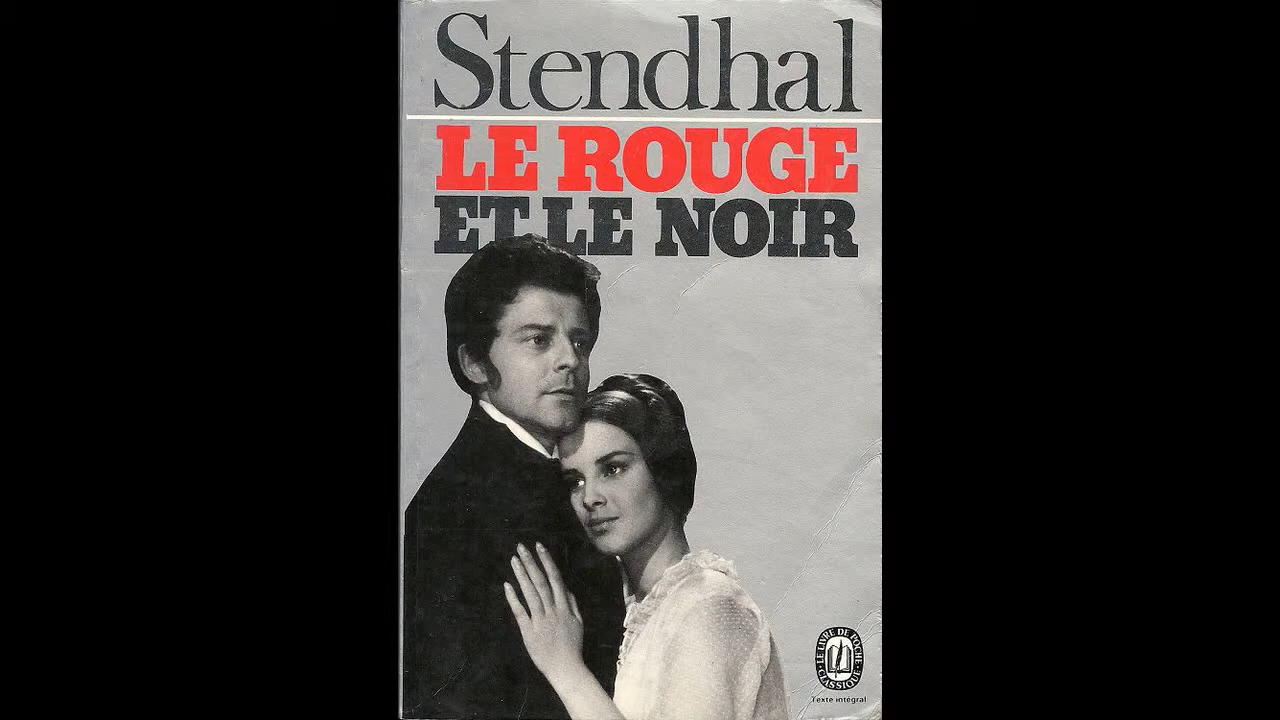 Stendhal
LE ROUGE
ET LE NOIR
LE LIVRE DE POCHE
CLASSIQUE
Texte intégral